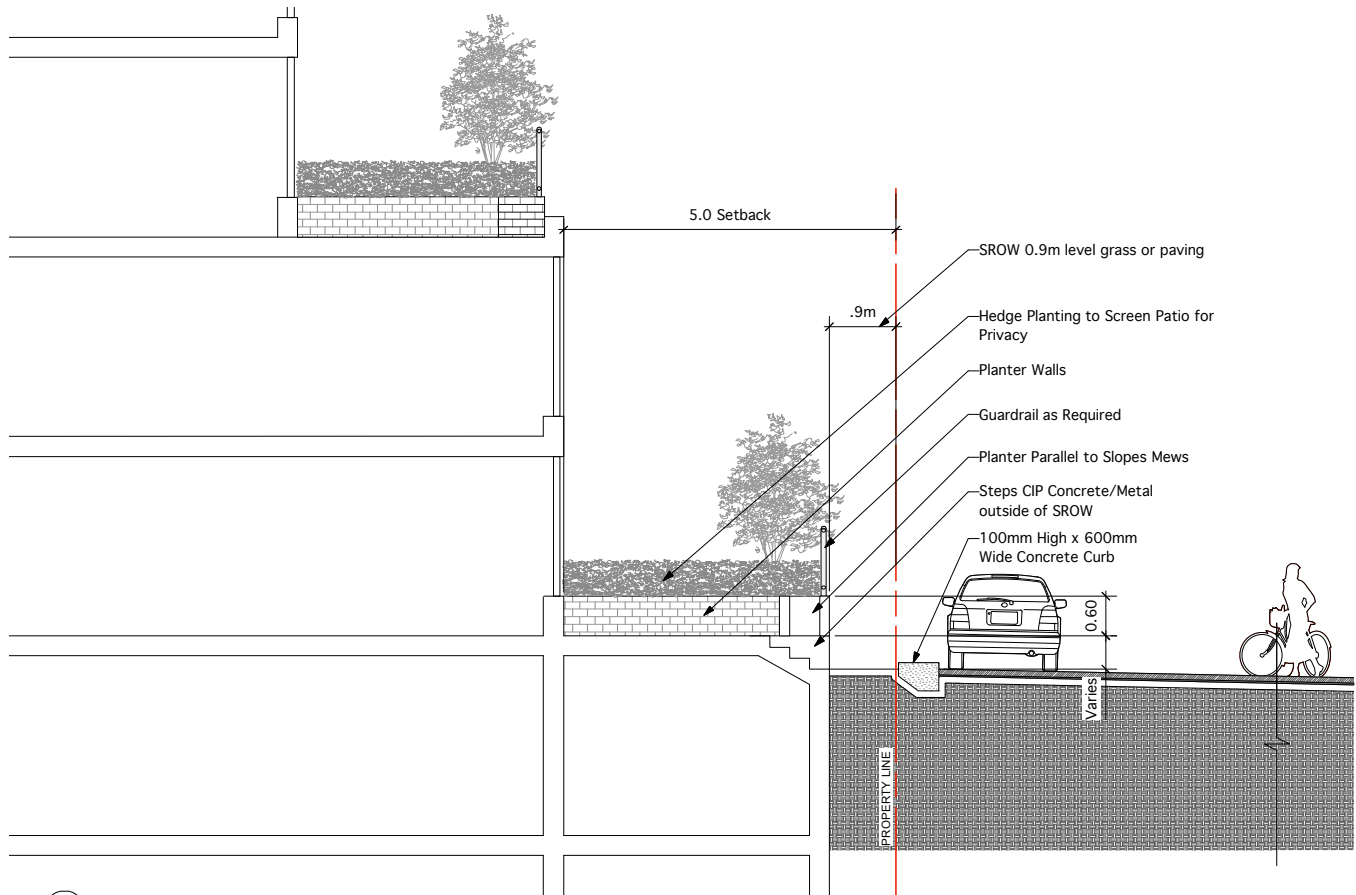 5.0 Setback
SROW 0.9m level grass or paving
.9m
Hedge Planting to Screen Patio for
Privacy
Planter Walls
Guardrail as Required
Planter Parallel to Slopes Mews
Steps CIP Concrete/Metal
outside of SROW
100mm High x 600mm
Wide Concrete Curb
0.60
Varies
PROPERTY LINE